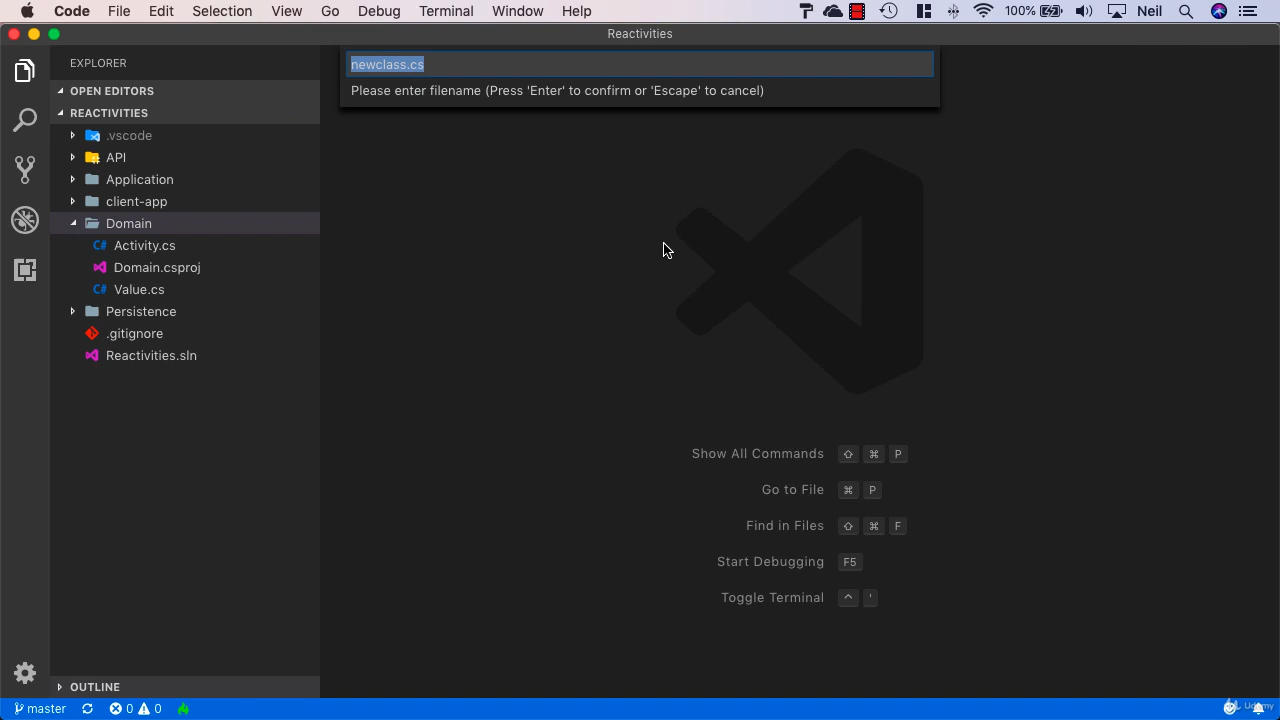 Code File Edit Selection View Go Debug Terminal Window Help 100% Neil
Reactivities
EXPLORER
OPEN EDITORS
REACTIVITIES
.vscode
API
Application
client-app
Domain
C# Activity.cs
Domain.csproj
C# Value.cs
Persistence
.gitignore
Reactivities.sln
OUTLINE
newclass.cs
Please enter filename (Press 'Enter' to confirm or 'Escape' to cancel)
Show All Commands ⇧ ⌘ P
Go to File ⌘ P
Find in Files ⇧ ⌘ F
Start Debugging F5
Toggle Terminal ^ '
master 0 0
Udemy